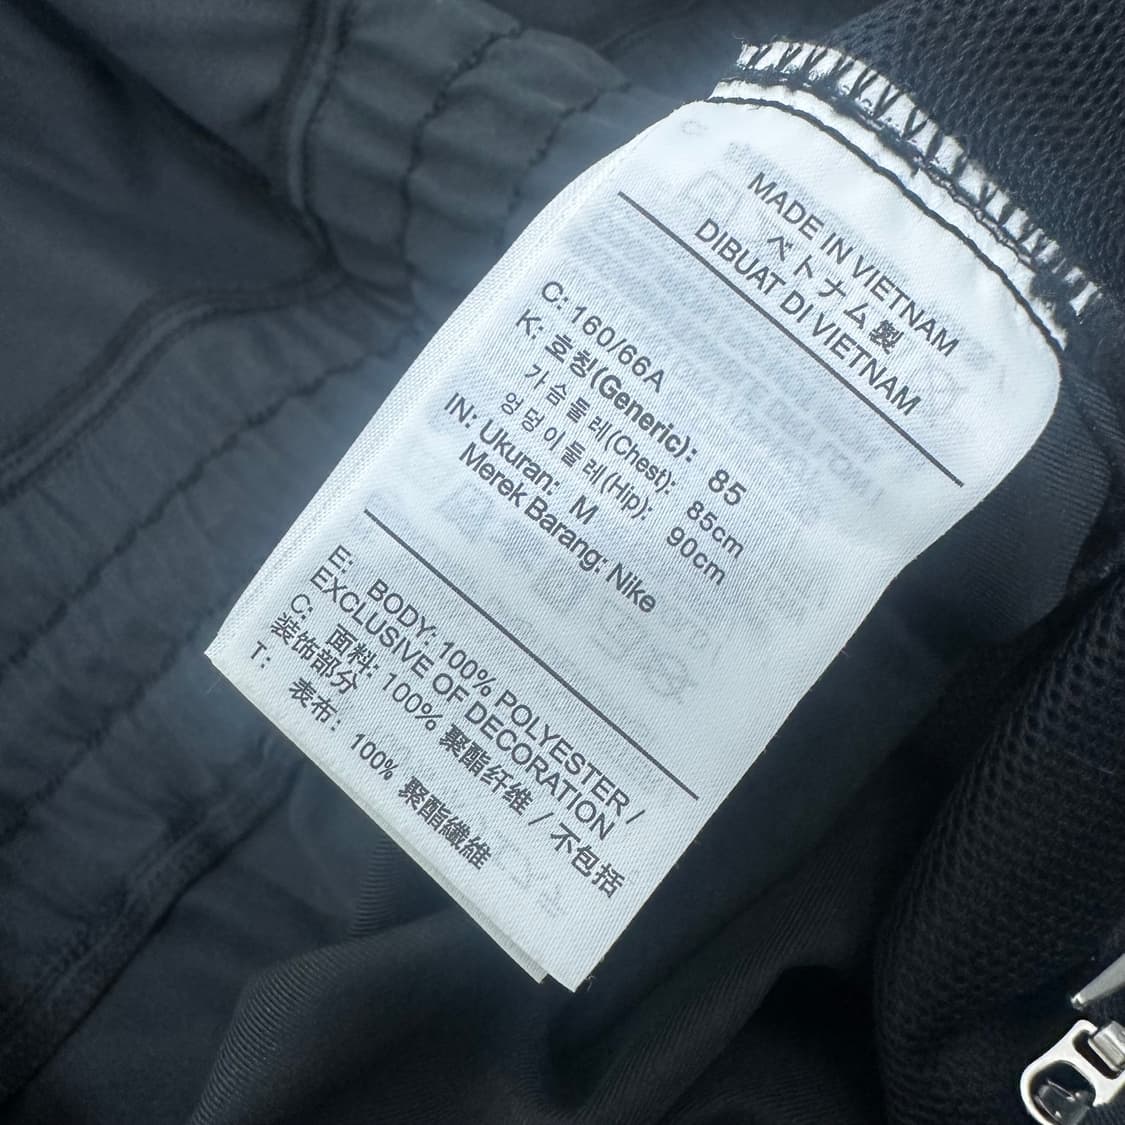 MADE IN VIETNAM
ベトナム製
DIBUAT DI VIETNAM
C: 160/66A
K: 호칭(Generic): 85
가슴둘레(Chest): 85cm
엉덩이둘레(Hip): 90cm
IN: Ukuran: M
Merek Barang: Nike
E: BODY: 100% POLYESTER /
EXCLUSIVE OF DECORATION
C: 面料: 100% 聚酯纤维 / 不包括
装饰部分
T: 表布: 100% 聚酯纖維